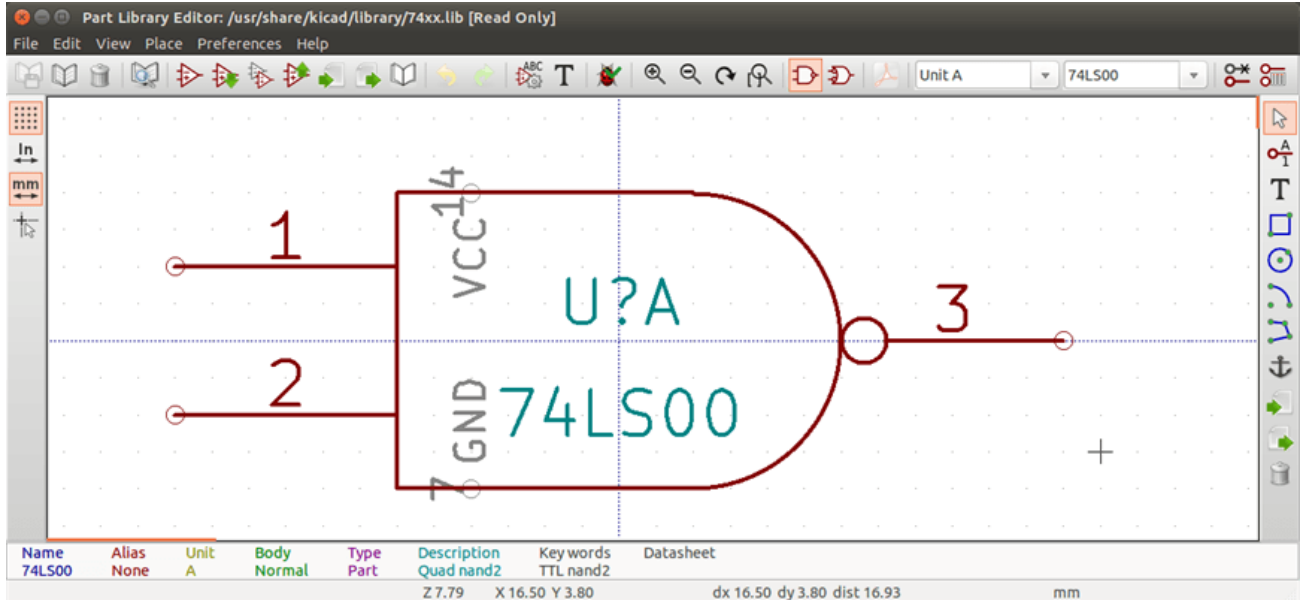 Part Library Editor: /usr/share/kicad/library/74xx.lib [Read Only]
File Edit View Place Preferences Help
ABC
T
Unit A
74LS00
In
mm
A
1
T
14
VCC
1
U?A
3
2
GND
74LS00
7
Name Alias Unit Body Type Description Key words Datasheet
74LS00 None A Normal Part Quad nand2 TTL nand2
Z 7.79 X 16.50 Y 3.80 dx 16.50 dy 3.80 dist 16.93 mm